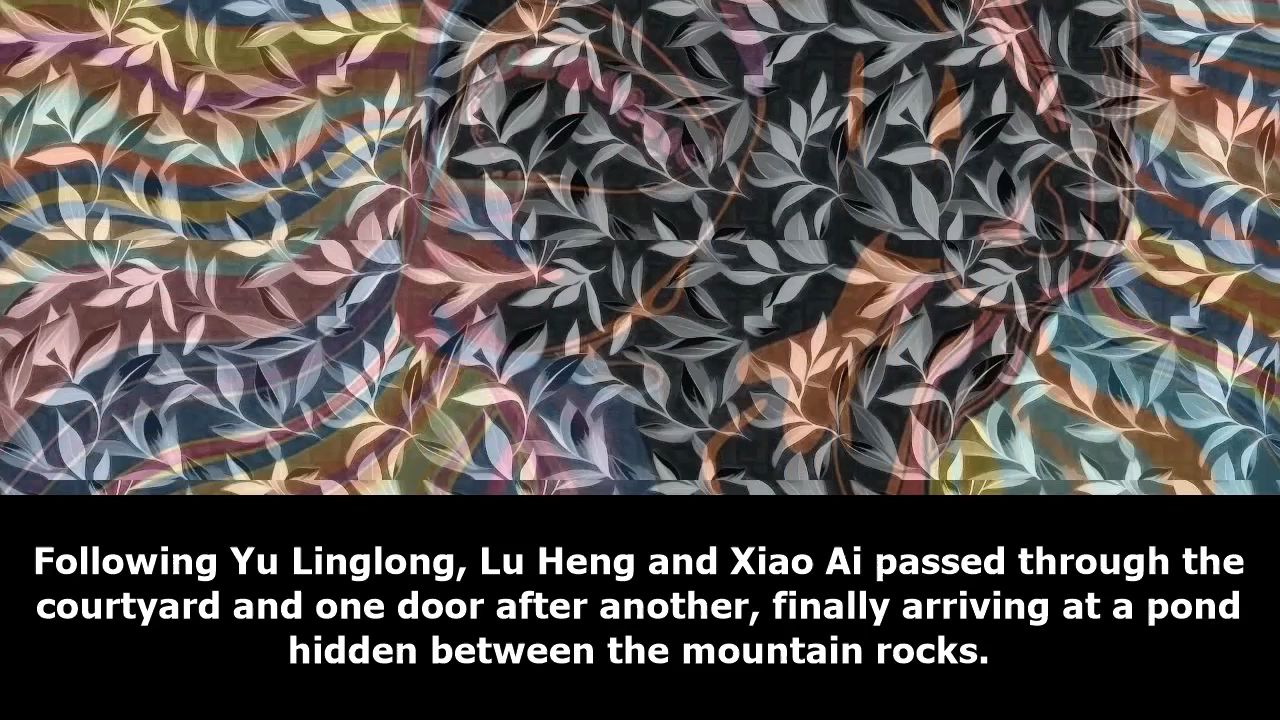 Following Yu Linglong, Lu Heng and Xiao Ai passed through the
courtyard and one door after another, finally arriving at a pond
hidden between the mountain rocks.